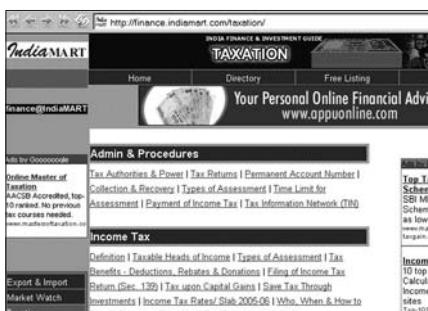 http://finance.indiamart.com/taxation/
IndiaMART
INDIA FINANCE & INVESTMENT GUIDE
TAXATION
Home Directory Free Listing
finance@IndiaMART
Your Personal Online Financial Advi
www.appuonline.com
Ads by Goooooogle
Online Master of
Taxation
AACSB Accredited, top-
10 ranked. No previous
tax courses needed.
Export & Import
Market Watch
Admin & Procedures
Tax Authorities & Power | Tax Returns | Permanent Account Number |
Collection & Recovery | Types of Assessment | Time Limit for
Assessment | Payment of Income Tax | Tax Information Network (TIN)
Income Tax
Definition | Taxable Heads of Income | Types of Assessment | Tax
Benefits - Deductions, Rebates & Donations | Filing of Income Tax
Return (Sec. 139) | Tax upon Capital Gains | Save Tax Through
Investments | Income Tax Rates/ Slab 2005-06 | Who, When & How to
Ads by
Top T
Schem
SBI M
Schem
as low
Incom
10 top
Calcul
Income
sites